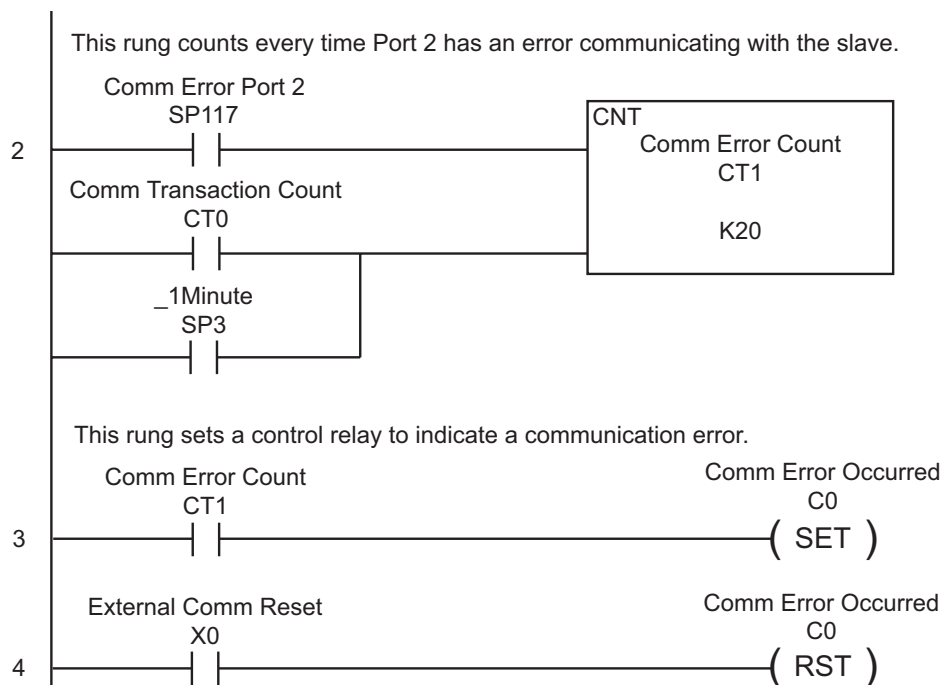 This rung counts every time Port 2 has an error communicating with the slave.
Comm Error Port 2
SP117
2
CNT
Comm Error Count
CT1
K20
Comm Transaction Count
CT0
_1Minute
SP3
This rung sets a control relay to indicate a communication error.
Comm Error Count
CT1
Comm Error Occurred
C0
3
( SET )
External Comm Reset
X0
Comm Error Occurred
C0
4
( RST )